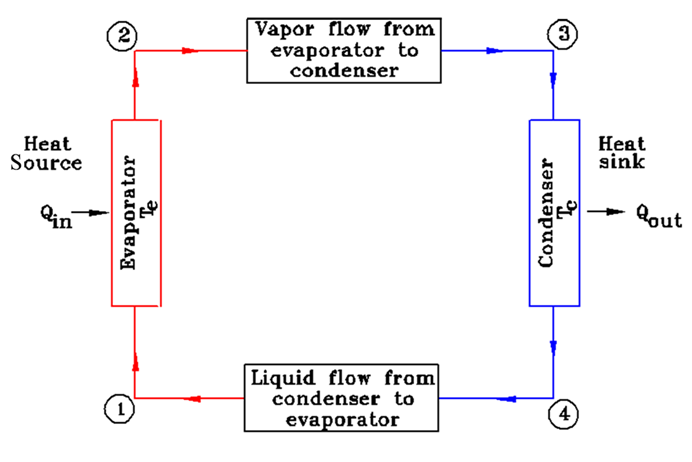 2
Vapor flow from
evaporator to
condenser
3
Heat
Source
Qin
Evaporator
Te
Condenser
Tc
Heat
sink
Qout
1
Liquid flow from
condenser to
evaporator
4